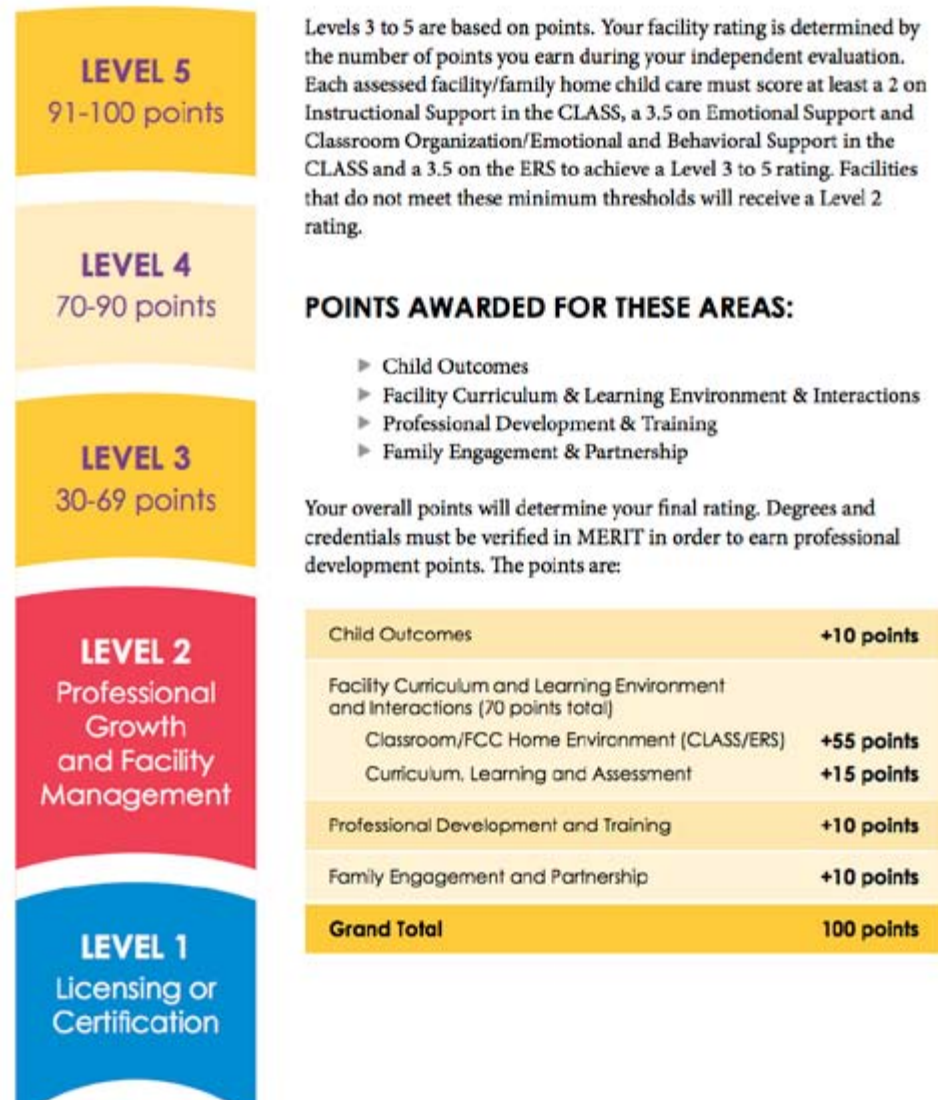 LEVEL 5
91-100 points
LEVEL 4
70-90 points
LEVEL 3
30-69 points
LEVEL 2
Professional
Growth
and Facility
Management
LEVEL 1
Licensing or
Certification
Levels 3 to 5 are based on points. Your facility rating is determined by
the number of points you earn during your independent evaluation.
Each assessed facility/family home child care must score at least a 2 on
Instructional Support in the CLASS, a 3.5 on Emotional Support and
Classroom Organization/Emotional and Behavioral Support in the
CLASS and a 3.5 on the ERS to achieve a Level 3 to 5 rating. Facilities
that do not meet these minimum thresholds will receive a Level 2
rating.
POINTS AWARDED FOR THESE AREAS:
Child Outcomes
Facility Curriculum & Learning Environment & Interactions
Professional Development & Training
Family Engagement & Partnership
Your overall points will determine your final rating. Degrees and
credentials must be verified in MERIT in order to earn professional
development points. The points are:
Child Outcomes +10 points
Facility Curriculum and Learning Environment
and Interactions (70 points total)
Classroom/FCC Home Environment (CLASS/ERS) +55 points
Curriculum, Learning and Assessment +15 points
Professional Development and Training +10 points
Family Engagement and Partnership +10 points
Grand Total 100 points